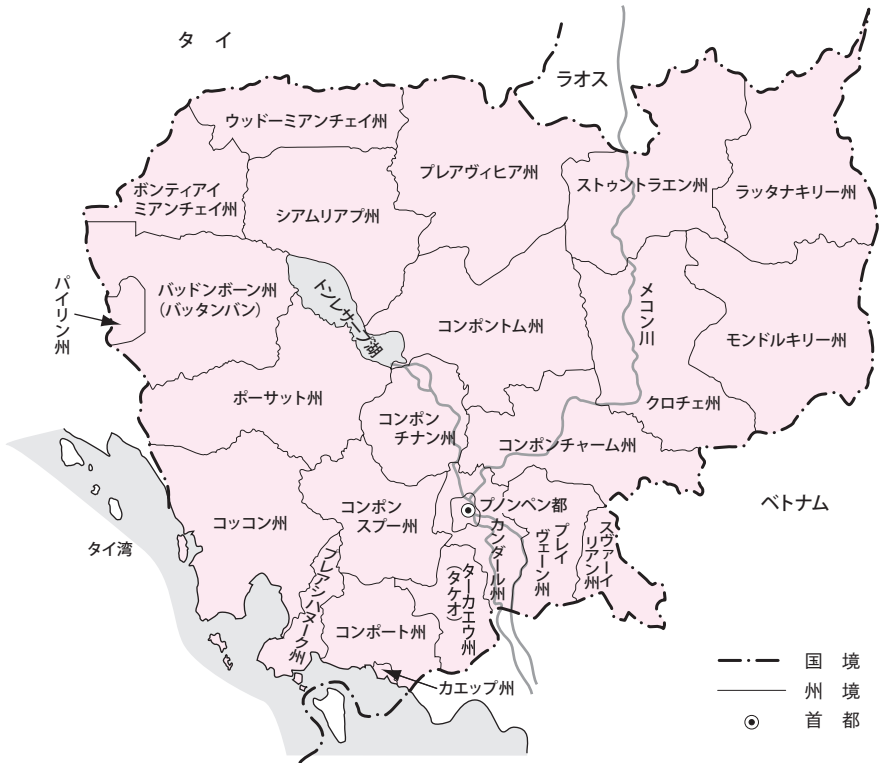 タイ
ラオス
ウッドーミアンチェイ州
プレアヴィヒア州
ストゥントラエン州
ラッタナキリー州
ボンティアイ
ミアンチェイ州
シアムリアプ州
バッドンボーン州
(バッタンバン)
パイリン州
トンレサープ湖
コンポントム州
メコン川
モンドルキリー州
ポーサット州
コンポン
チナン州
クロチェ州
コンポンチャーム州
コッコン州
コンポン
スプー州
プノンペン都
カンダール州
プレイ
ヴェーン州
スヴァーイ
リアン州
ベトナム
タイ湾
プレアシハヌーク州
コンポート州
ターカエウ州
(タケオ)
カエップ州
国境
州境
首都